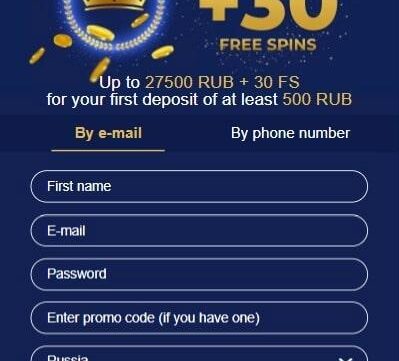 +30
FREE SPINS
Up to 27500 RUB + 30 FS
for your first deposit of at least 500 RUB
By e-mail By phone number
First name
E-mail
Password
Enter promo code (if you have one)
Russia